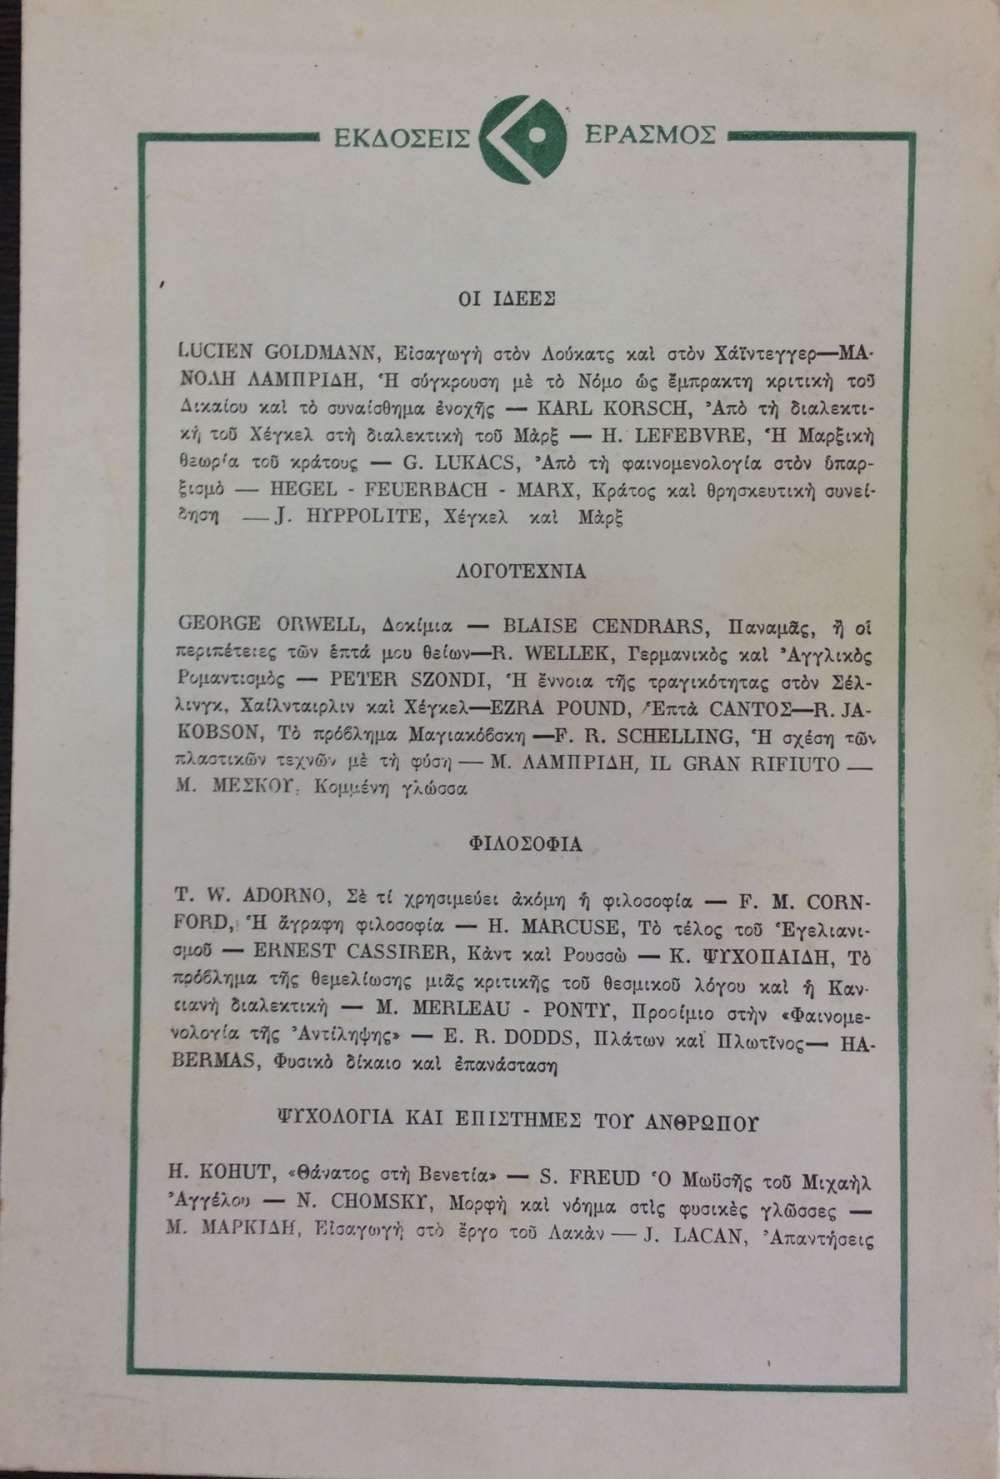 ΕΚΔΟΣΕΙΣ ΕΡΑΣΜΟΣ
ΟΙ ΙΔΕΕΣ
LUCIEN GOLDMANN, Εἰσαγωγὴ στὸν Λούκατς καὶ στὸν Χάϊντεγγερ—ΜΑ-
ΝΟΛΗ ΛΑΜΠΡΙΔΗ, Ἡ σύγκρουση μὲ τὸ Νόμο ὡς ἔμπρακτη κριτικὴ τοῦ
Δικαίου καὶ τὸ συναίσθημα ἐνοχῆς — KARL KORSCH, Ἀπὸ τὴ διαλεκτι-
κὴ τοῦ Χέγκελ στὴ διαλεκτικὴ τοῦ Μὰρξ — H. LEFEBVRE, Ἡ Μαρξικὴ
θεωρία τοῦ κράτους — G. LUKACS, Ἀπὸ τὴ φαινομενολογία στὸν ὑπαρ-
ξισμὸ — HEGEL - FEUERBACH - MARX, Κράτος καὶ θρησκευτικὴ συνεί-
δηση — J. HYPPOLITE, Χέγκελ καὶ Μὰρξ
ΛΟΓΟΤΕΧΝΙΑ
GEORGE ORWELL, Δοκίμια — BLAISE CENDRARS, Παναμᾶς, ἢ οἱ
περιπέτειες τῶν ἑπτά μου θείων—R. WELLEK, Γερμανικὸς καὶ Ἀγγλικὸς
Ρομαντισμὸς — PETER SZONDI, Ἡ ἔννοια τῆς τραγικότητας στὸν Σέλ-
λινγκ, Χαίλνταιρλιν καὶ Χέγκελ—EZRA POUND, Ἑπτὰ CANTOΣ—R. JA-
KOBSON, Τὸ πρόβλημα Μαγιακόβσκη —F. R. SCHELLING, Ἡ σχέση τῶν
πλαστικῶν τεχνῶν μὲ τὴ φύση — Μ. ΛΑΜΠΡΙΔΗ, IL GRAN RIFIUTO —
Μ. ΜΕΣΚΟΥ, Κομμένη γλώσσα
ΦΙΛΟΣΟΦΙΑ
T. W. ADORNO, Σὲ τί χρησιμεύει ἀκόμη ἡ φιλοσοφία — F. M. CORN-
FORD, Ἡ ἄγραφη φιλοσοφία — H. MARCUSE, Τὸ τέλος τοῦ Ἑγελιανι-
σμοῦ — ERNEST CASSIRER, Κὰντ καὶ Ρουσσὼ — Κ. ΨΥΧΟΠΑΙΔΗ, Τὸ
πρόβλημα τῆς θεμελίωσης μιᾶς κριτικῆς τοῦ θεσμικοῦ λόγου καὶ ἡ Καν-
τιανὴ διαλεκτικὴ — M. MERLEAU - PONTY, Προοίμιο στὴν «Φαινομε-
νολογία τῆς Ἀντίληψης» — E. R. DODDS, Πλάτων καὶ Πλωτῖνος— HA-
BERMAS, Φυσικὸ δίκαιο καὶ ἐπανάσταση
ΨΥΧΟΛΟΓΙΑ ΚΑΙ ΕΠΙΣΤΗΜΕΣ ΤΟΥ ΑΝΘΡΩΠΟΥ
H. KOHUT, «Θάνατος στὴ Βενετία» — S. FREUD Ὁ Μωϋσῆς τοῦ Μιχαὴλ
Ἀγγέλου — N. CHOMSKY, Μορφὴ καὶ νόημα στὶς φυσικὲς γλῶσσες —
Μ. ΜΑΡΚΙΔΗ, Εἰσαγωγὴ στὸ ἔργο τοῦ Λακὰν — J. LACAN, Ἀπαντήσεις